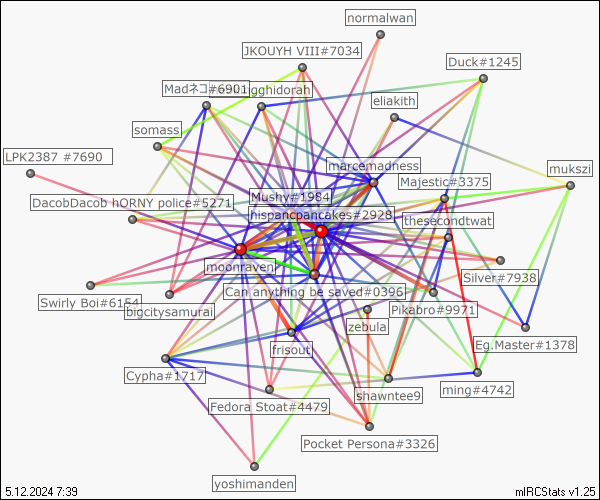 normalwan
JKOUYH VIII#7034
Duck#1245
Madネコ#6901
gghidorah
eliakith
somass
LPK2387 #7690
marcemadness
Majestic#3375
mukszi
Mushy#1984
DacobDacob hORNY police#5271
hispancpancakes#2928
thesecondtwat
moonraven
Silver#7938
Can anything be saved#0396
Swirly Boi#6154
bigcitysamurai
Pikabro#9971
zebula
Eg.Master#1378
frisout
Cypha#1717
shawntee9
ming#4742
Fedora Stoat#4479
Pocket Persona#3326
yoshimanden
5.12.2024 7:39
mIRCStats v1.25